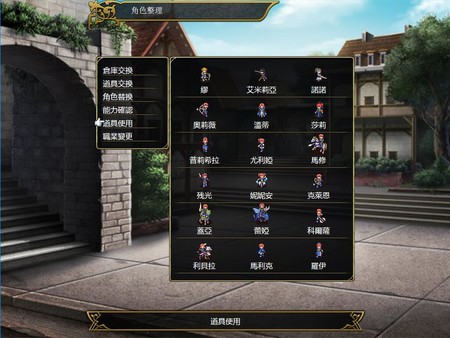 角色整理
倉庫交換
道具交換
角色替換
能力確認
道具使用
職業變更
繆 艾米莉亞 諾諾
奧莉薇 溫蒂 莎莉
普莉希拉 尤利婭 馬修
殘光 妮妮安 克萊恩
蓋亞 蕾婭 科爾薩
利貝拉 馬利克 羅伊
道具使用